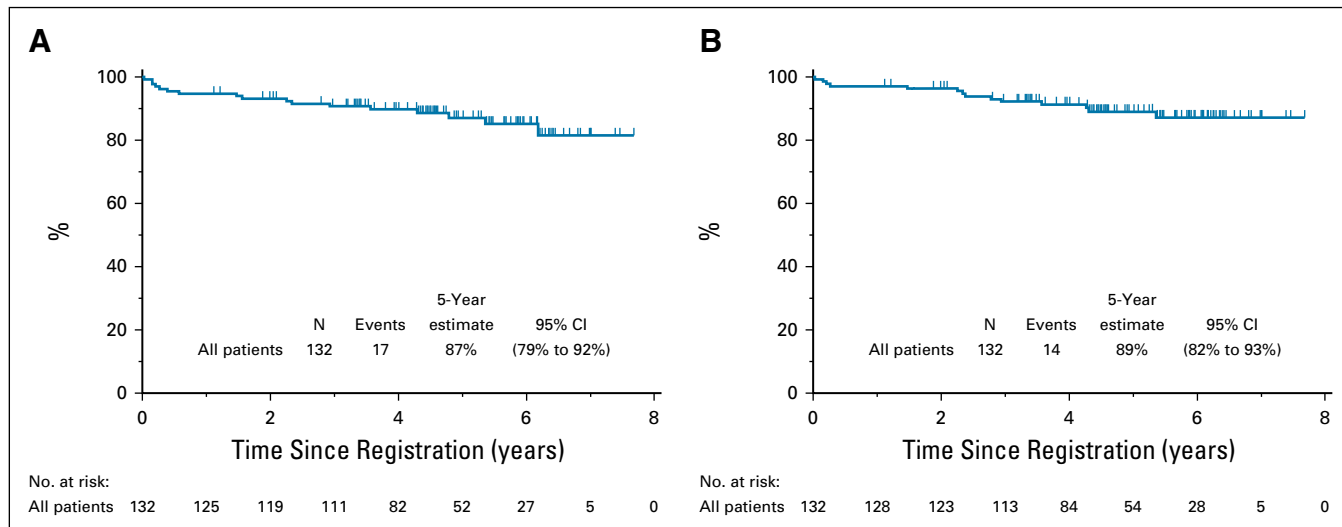 A
100
80
60
40
20
0
%
5-Year
N Events estimate 95% CI
All patients 132 17 87% (79% to 92%)
0 2 4 6 8
Time Since Registration (years)
No. at risk:
All patients 132 125 119 111 82 52 27 5 0
B
100
80
60
40
20
0
%
5-Year
N Events estimate 95% CI
All patients 132 14 89% (82% to 93%)
0 2 4 6 8
Time Since Registration (years)
No. at risk:
All patients 132 128 123 113 84 54 28 5 0